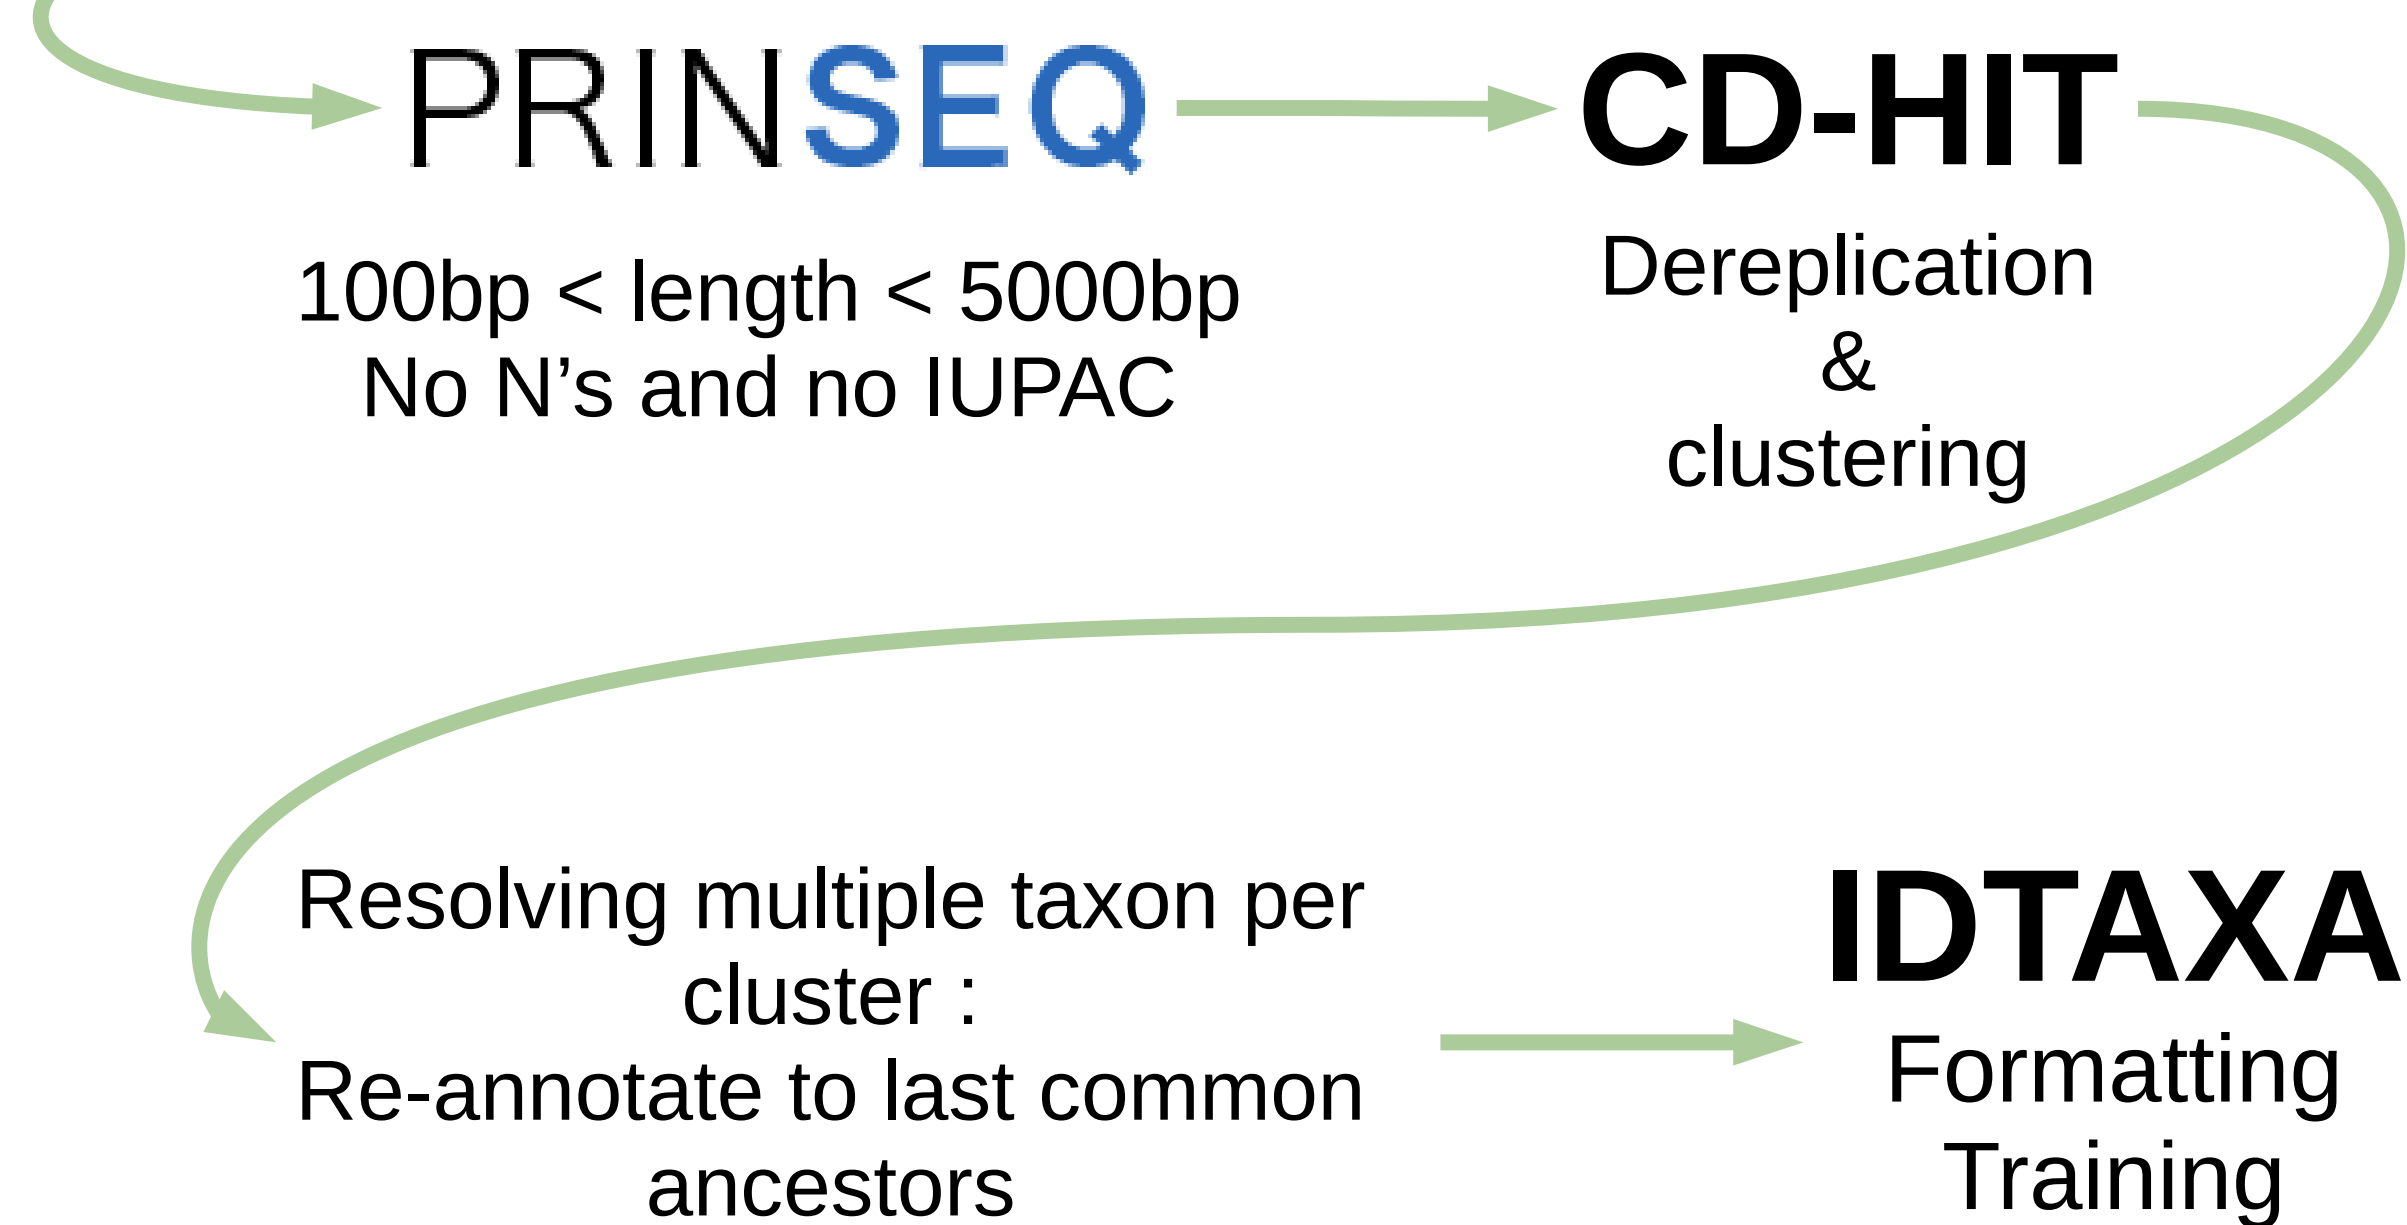 PRINSEQ
100bp < length < 5000bp
No N’s and no IUPAC
CD-HIT
Dereplication
&
clustering
Resolving multiple taxon per
cluster :
Re-annotate to last common
ancestors
IDTAXA
Formatting
Training